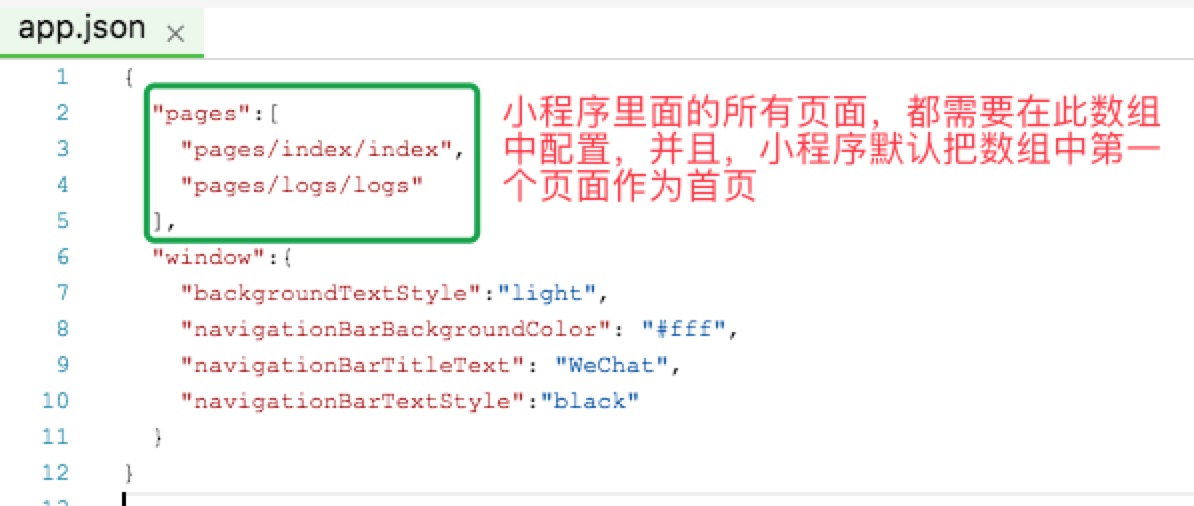 app.json ×
1 {
2 "pages":[
3 "pages/index/index",
4 "pages/logs/logs"
5 ],
小程序里面的所有页面，都需要在此数组
中配置，并且，小程序默认把数组中第一
个页面作为首页
6 "window":{
7 "backgroundTextStyle":"light",
8 "navigationBarBackgroundColor": "#fff",
9 "navigationBarTitleText": "WeChat",
10 "navigationBarTextStyle":"black"
11 }
12 }